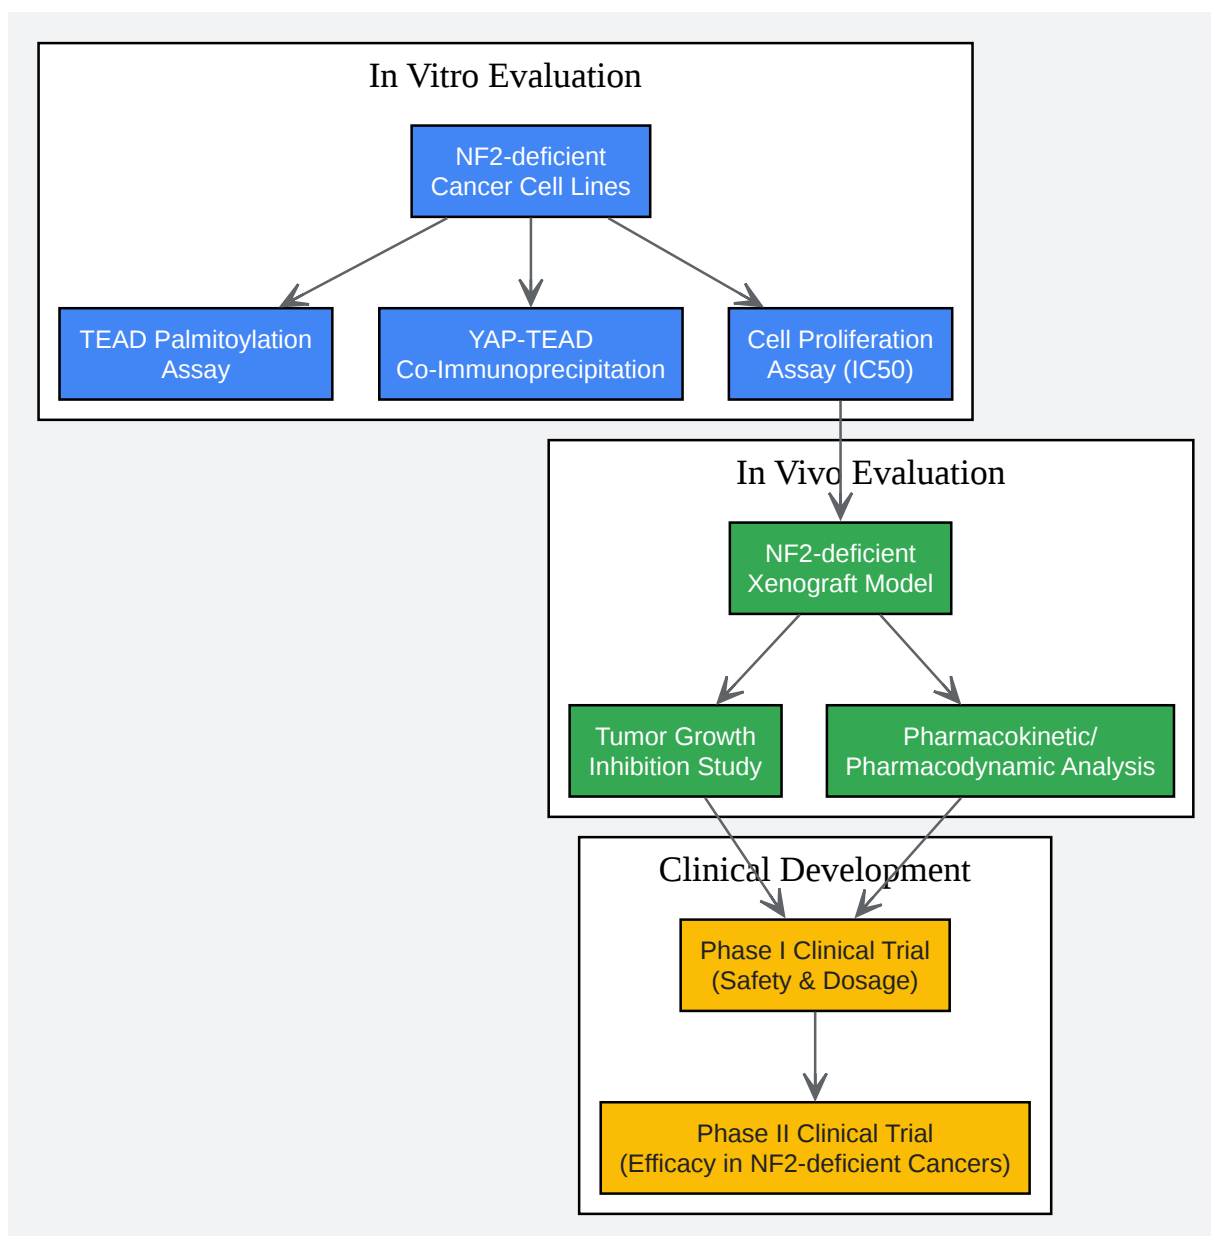 In Vitro Evaluation
NF2-deficient
Cancer Cell Lines
TEAD Palmitoylation
Assay
YAP-TEAD
Co-Immunoprecipitation
Cell Proliferation
Assay (IC50)
In Vivo Evaluation
NF2-deficient
Xenograft Model
Tumor Growth
Inhibition Study
Pharmacokinetic/
Pharmacodynamic Analysis
Clinical Development
Phase I Clinical Trial
(Safety & Dosage)
Phase II Clinical Trial
(Efficacy in NF2-deficient Cancers)